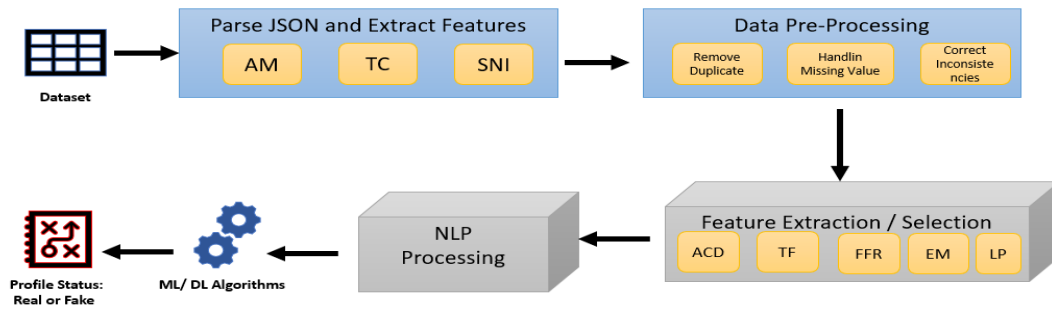 Parse JSON and Extract Features
AM
TC
SNI
Dataset
Data Pre-Processing
Remove
Duplicate
Handlin
Missing Value
Correct
Inconsiste
ncies
Feature Extraction / Selection
ACD
TF
FFR
EM
LP
NLP
Processing
ML/ DL Algorithms
Profile Status:
Real or Fake